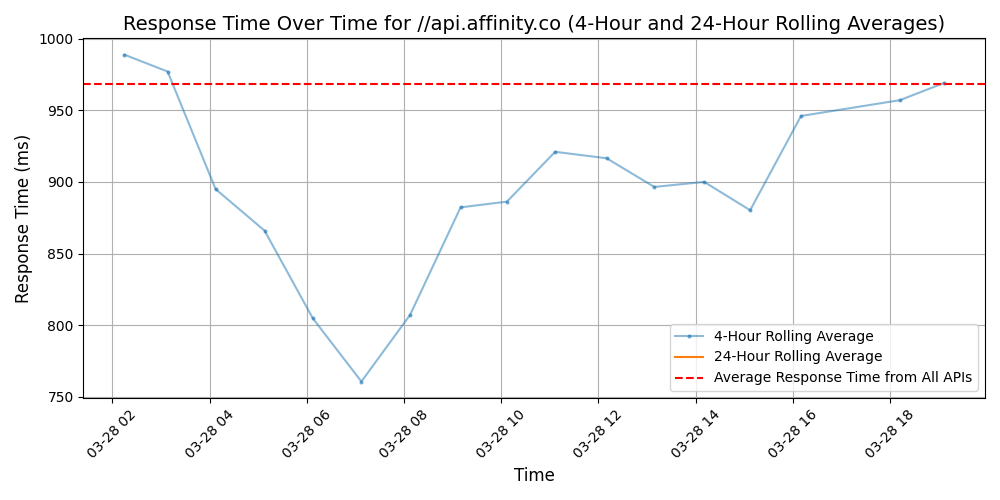 Response Time Over Time for //api.affinity.co (4-Hour and 24-Hour Rolling Averages)
Response Time (ms)
1000
950
900
850
800
750
4-Hour Rolling Average
24-Hour Rolling Average
Average Response Time from All APIs
03-28 02
03-28 04
03-28 06
03-28 08
03-28 10
03-28 12
03-28 14
03-28 16
03-28 18
Time